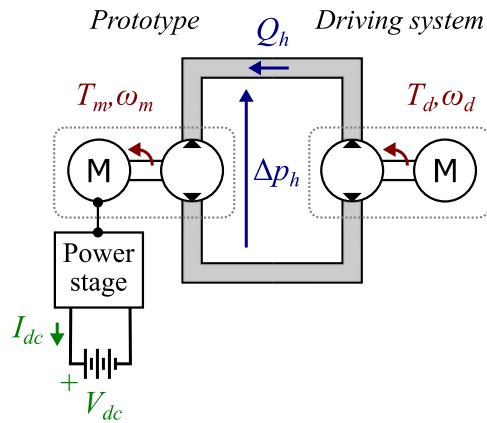 Prototype
Driving system
Q_h
T_m,ω_m
T_d,ω_d
M
Δp_h
M
Power
stage
I_dc
+
V_dc